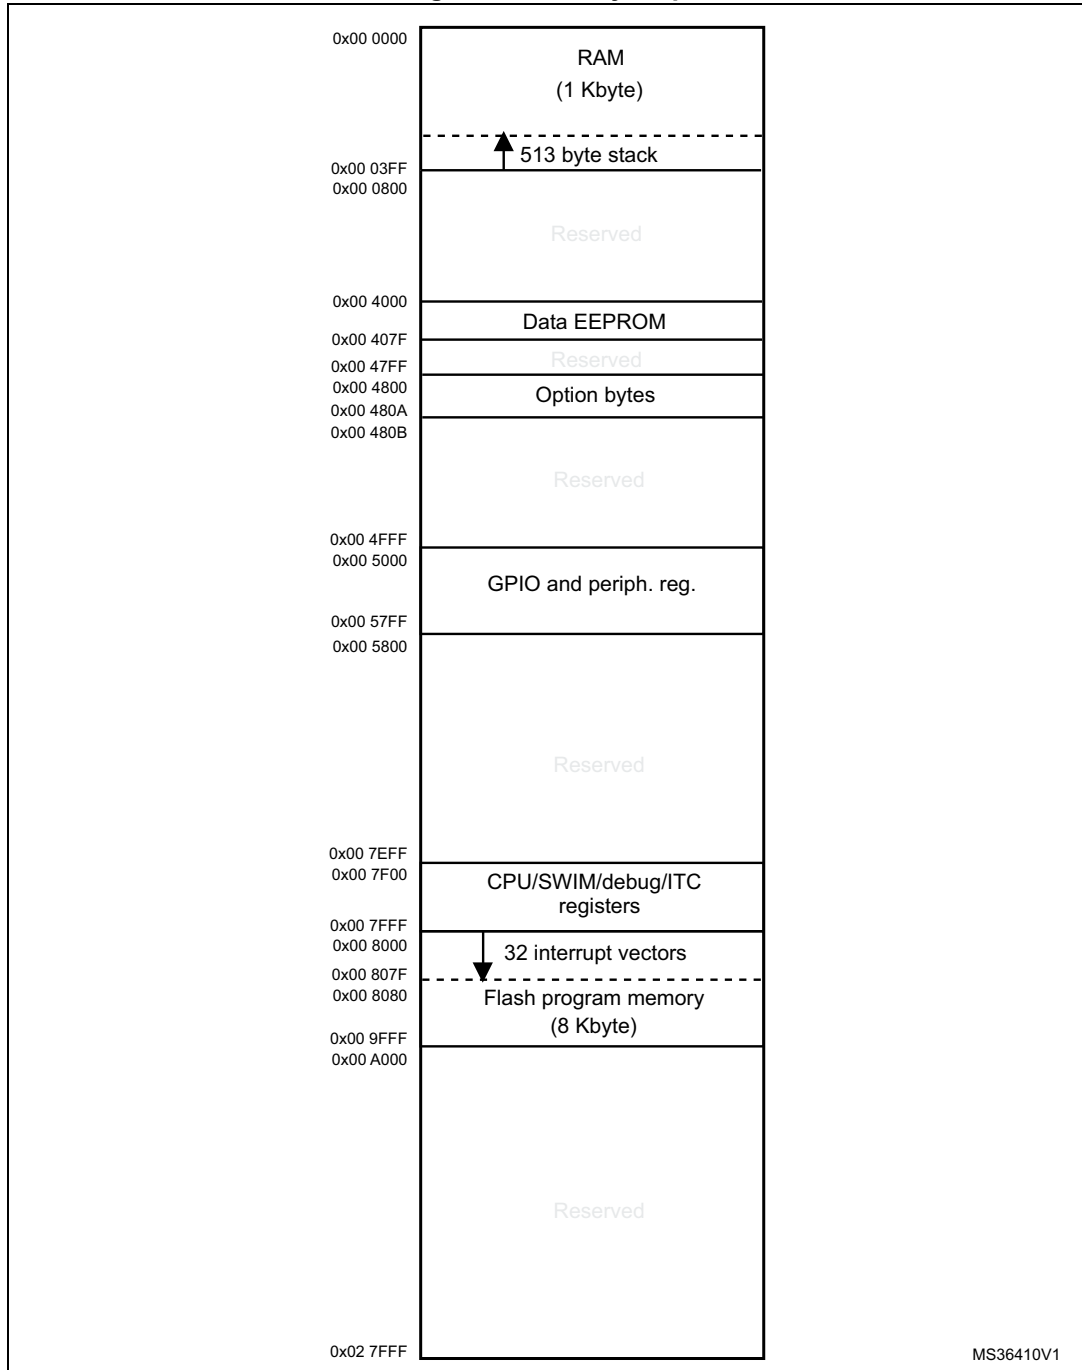 0x00 0000
RAM
(1 Kbyte)
513 byte stack
0x00 03FF
0x00 0800
Reserved
0x00 4000
Data EEPROM
0x00 407F
Reserved
0x00 47FF
0x00 4800
Option bytes
0x00 480A
0x00 480B
Reserved
0x00 4FFF
0x00 5000
GPIO and periph. reg.
0x00 57FF
0x00 5800
Reserved
0x00 7EFF
0x00 7F00
CPU/SWIM/debug/ITC
registers
0x00 7FFF
0x00 8000
32 interrupt vectors
0x00 807F
0x00 8080
Flash program memory
(8 Kbyte)
0x00 9FFF
0x00 A000
Reserved
0x02 7FFF
MS36410V1